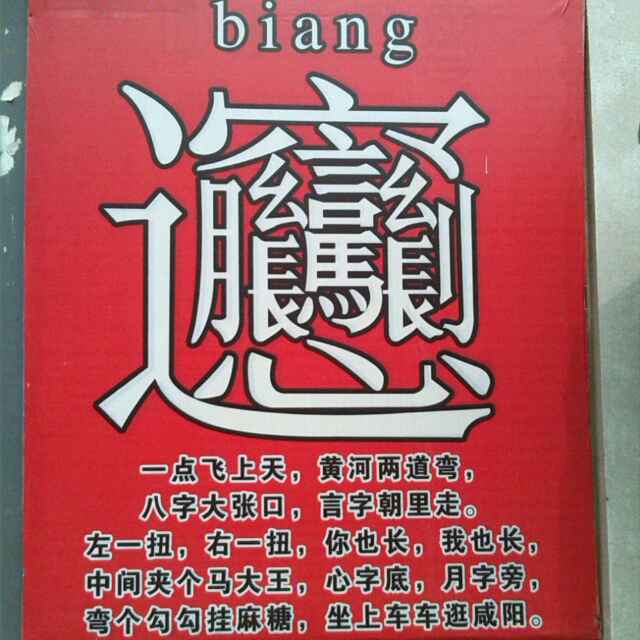 biang
𰻞
一点飞上天，黄河两道弯，
八字大张口，言字朝里走。
左一扭，右一扭，你也长，我也长，
中间夹个马大王，心字底，月字旁，
弯个勾勾挂麻糖，坐上车车逛咸阳。